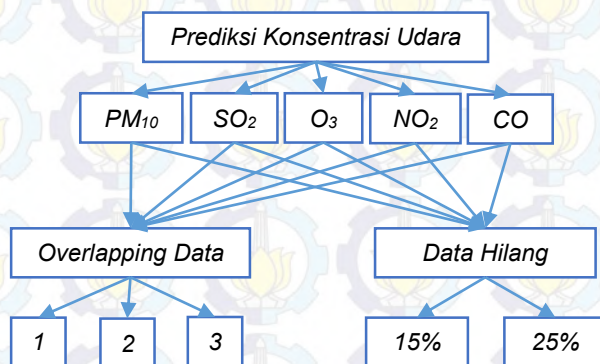 Prediksi Konsentrasi Udara
PM10 SO2 O3 NO2 CO
Overlapping Data Data Hilang
1 2 3 15% 25%